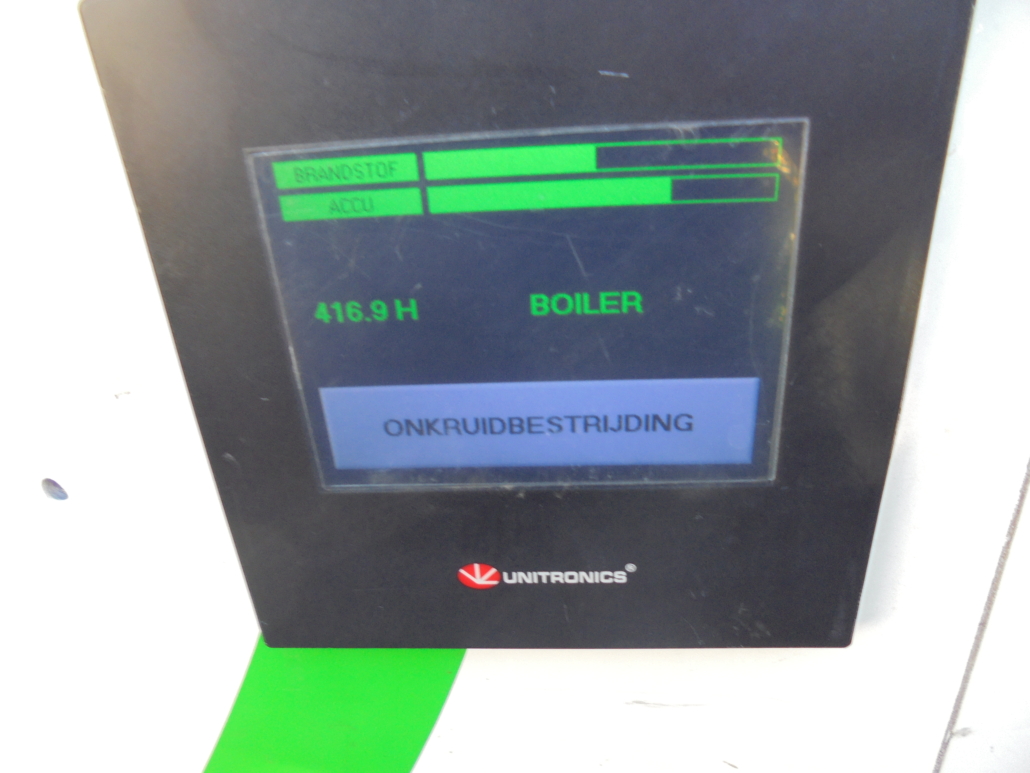 BRANDSTOF
ACCU
416.9 H BOILER
ONKRUIDBESTRIJDING
UNITRONICS®